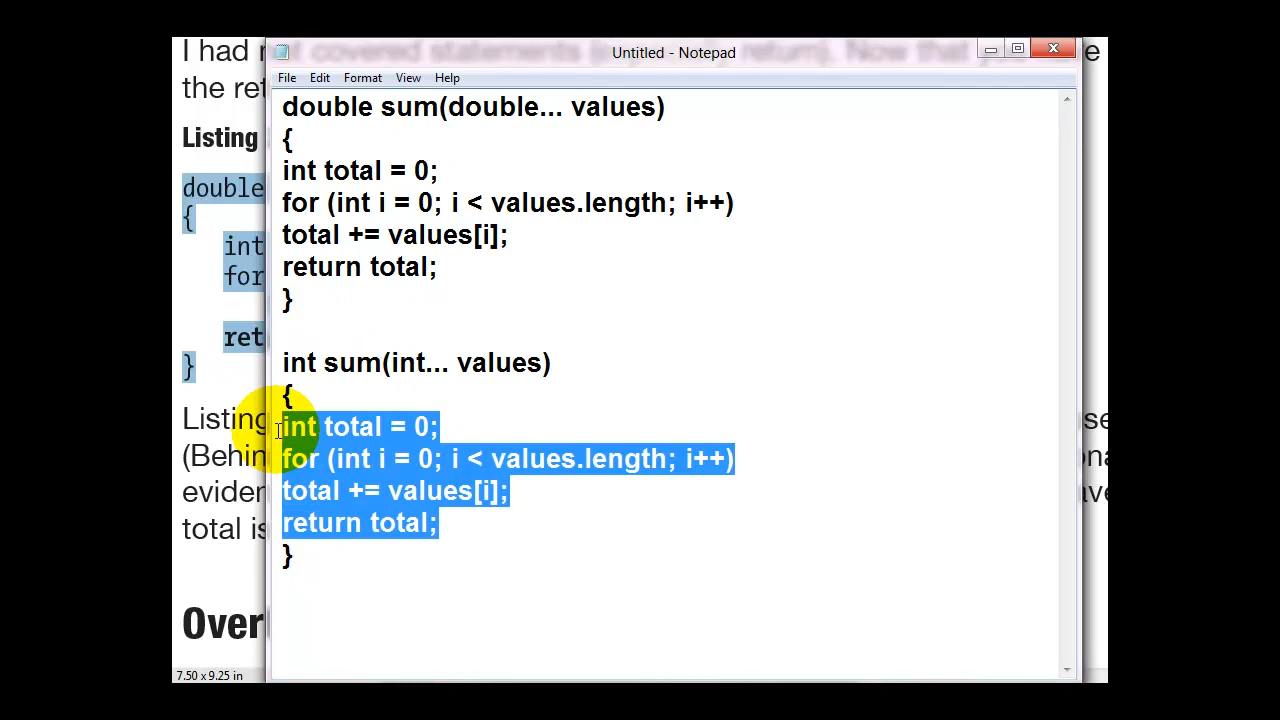 I had
the ret
Listing
double
{
int
for
ret
}
Listing
(Behin
eviden
total is
Over
7.50 x 9.25 in
Untitled - Notepad
File Edit Format View Help
double sum(double... values)
{
int total = 0;
for (int i = 0; i < values.length; i++)
total += values[i];
return total;
}
int sum(int... values)
{
int total = 0;
for (int i = 0; i < values.length; i++)
total += values[i];
return total;
}